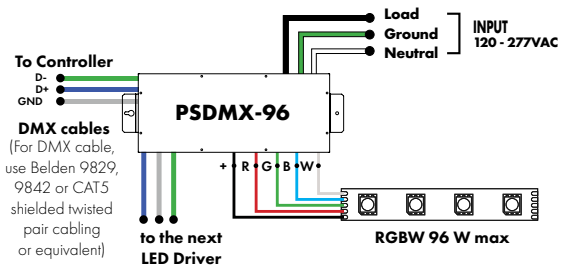 Load
Ground
Neutral
INPUT
120 - 277VAC
To Controller
D-
D+
GND
PSDMX-96
DMX cables
(For DMX cable,
use Belden 9829,
9842 or CAT5
shielded twisted
pair cabling
or equivalent)
+ R G B W
to the next
LED Driver
RGBW 96 W max